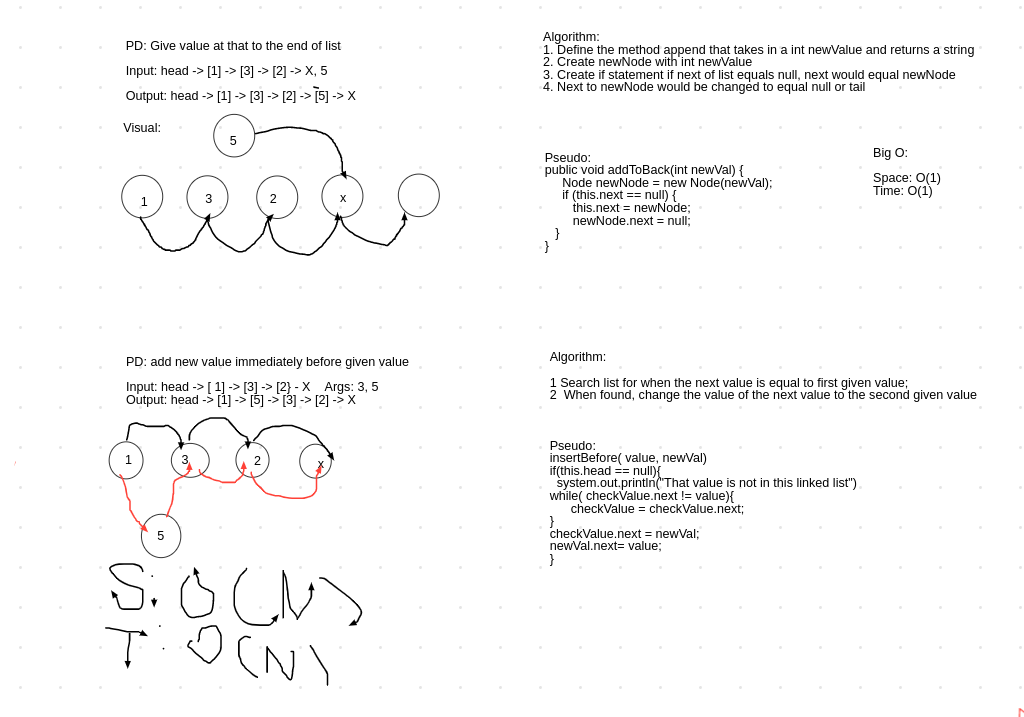 PD: Give value at that to the end of list
Input: head -> [1] -> [3] -> [2] -> X, 5
Output: head -> [1] -> [3] -> [2] -> [5] -> X
Visual:
5
1
3
2
x
Algorithm:
1. Define the method append that takes in a int newValue and returns a string
2. Create newNode with int newValue
3. Create if statement if next of list equals null, next would equal newNode
4. Next to newNode would be changed to equal null or tail
Pseudo:
public void addToBack(int newVal) {
Node newNode = new Node(newVal);
if (this.next == null) {
this.next = newNode;
newNode.next = null;
}
}
Big O:
Space: O(1)
Time: O(1)
PD: add new value immediately before given value
Input: head -> [ 1] -> [3] -> [2} - X Args: 3, 5
Output: head -> [1] -> [5] -> [3] -> [2] -> X
1
3
2
x
5
S: O(N)
T: O(N)
Algorithm:
1 Search list for when the next value is equal to first given value;
2 When found, change the value of the next value to the second given value
Pseudo:
insertBefore( value, newVal)
if(this.head == null){
system.out.println("That value is not in this linked list")
while( checkValue.next != value){
checkValue = checkValue.next;
}
checkValue.next = newVal;
newVal.next= value;
}